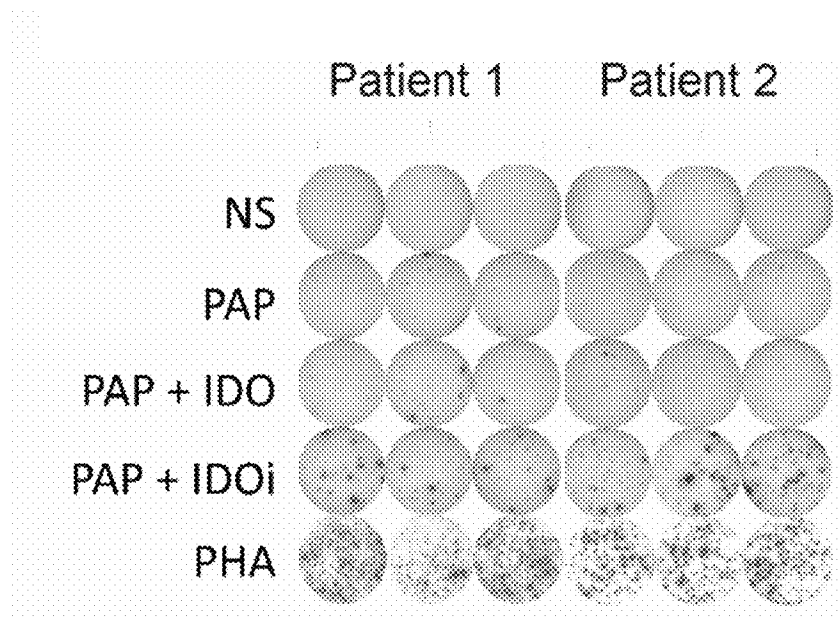 Patient 1 Patient 2
NS
PAP
PAP + IDO
PAP + IDOi
PHA